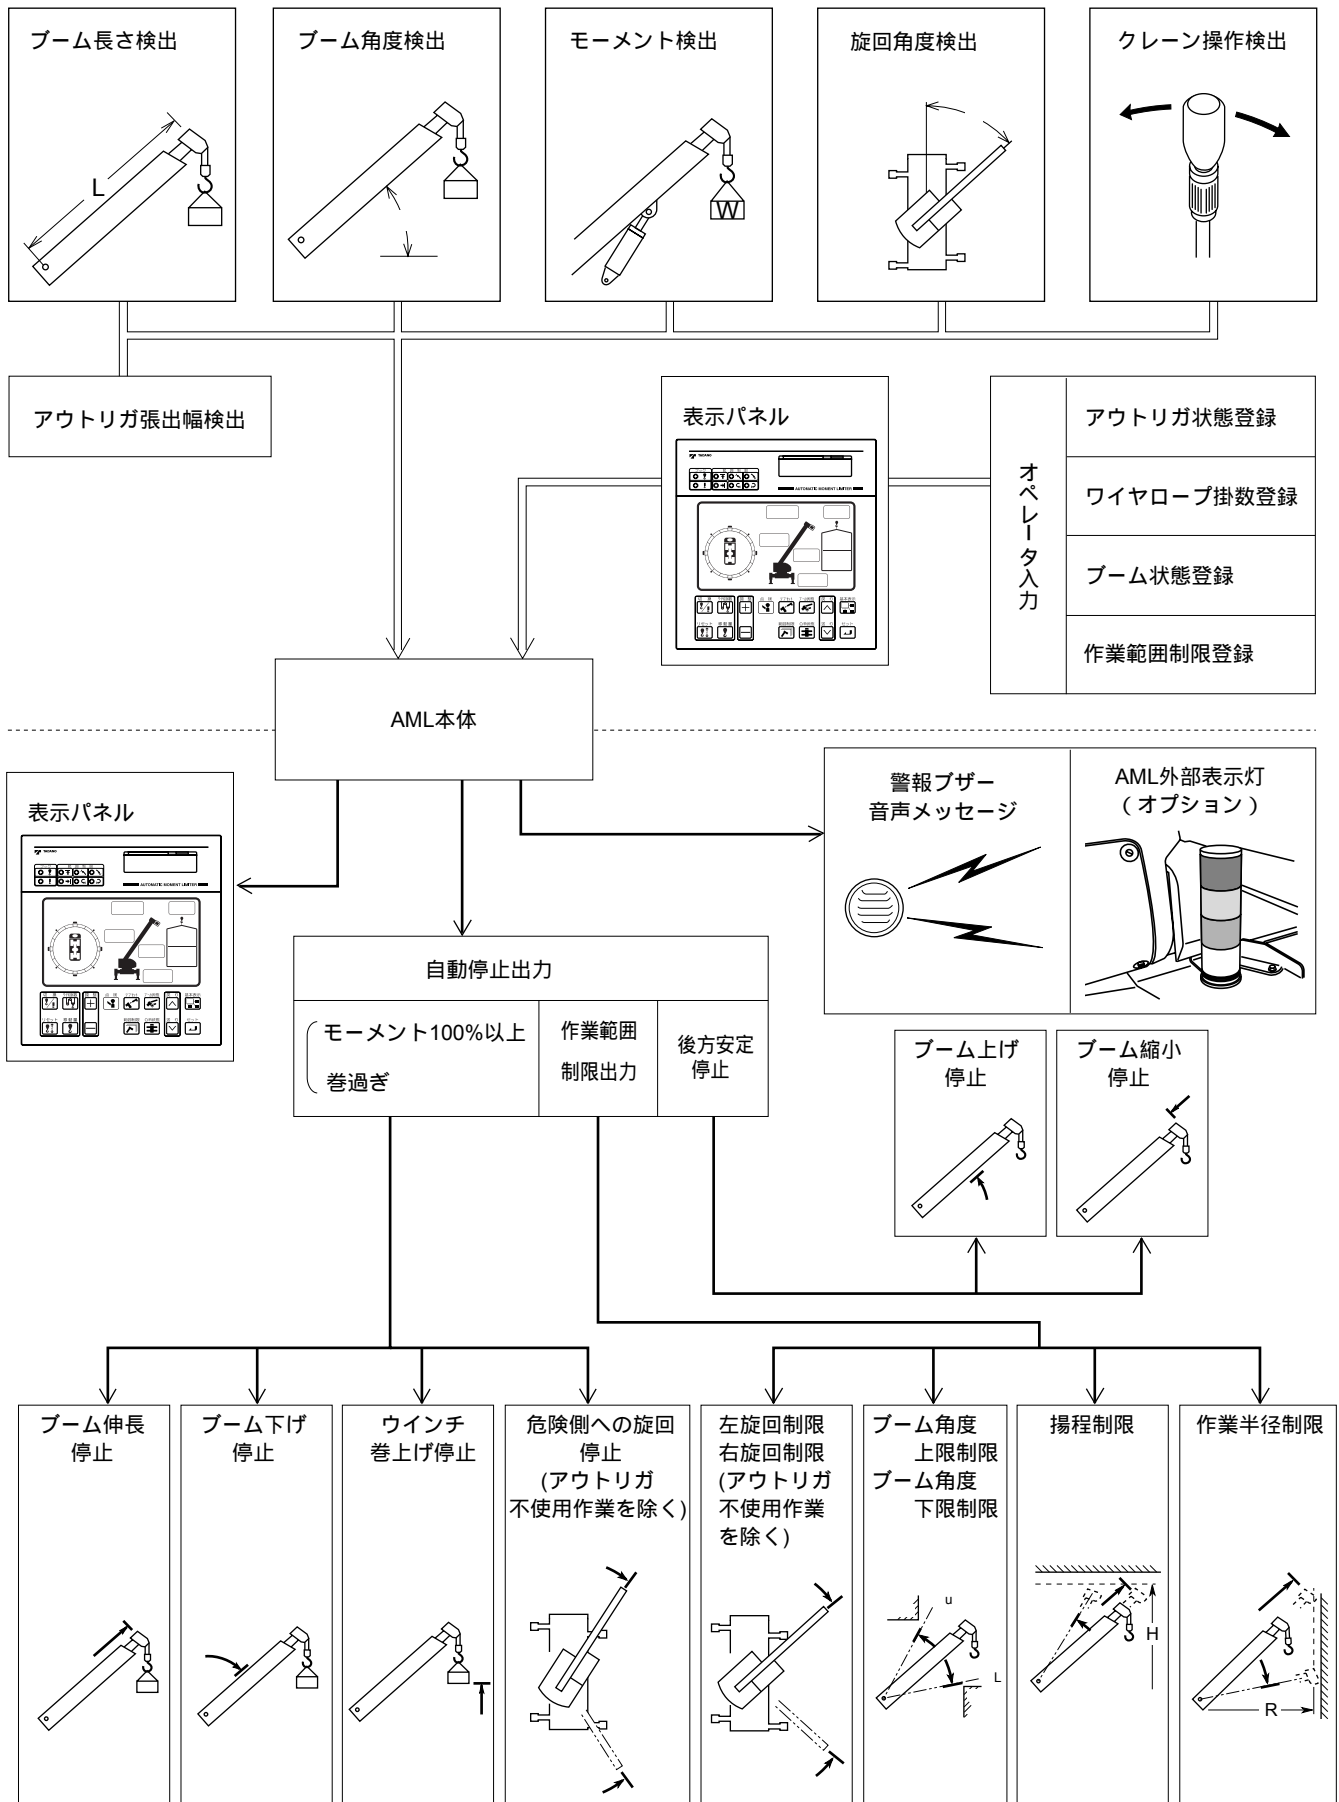 ブーム長さ検出
ブーム角度検出
モーメント検出
旋回角度検出
クレーン操作検出
L
W
アウトリガ張出幅検出
表示パネル
TADANO
AUTOMATIC MOMENT LIMITER
オペレータ入力
アウトリガ状態登録
ワイヤロープ掛数登録
ブーム状態登録
作業範囲制限登録
AML本体
表示パネル
TADANO
AUTOMATIC MOMENT LIMITER
警報ブザー
音声メッセージ
AML外部表示灯
(オプション)
自動停止出力
モーメント100%以上
巻過ぎ
作業範囲
制限出力
後方安定
停止
ブーム上げ
停止
ブーム縮小
停止
ブーム伸長
停止
ブーム下げ
停止
ウインチ
巻上げ停止
危険側への旋回
停止
(アウトリガ
不使用作業を除く)
左旋回制限
右旋回制限
(アウトリガ
不使用作業
を除く)
ブーム角度
上限制限
ブーム角度
下限制限
u
L
揚程制限
H
作業半径制限
R